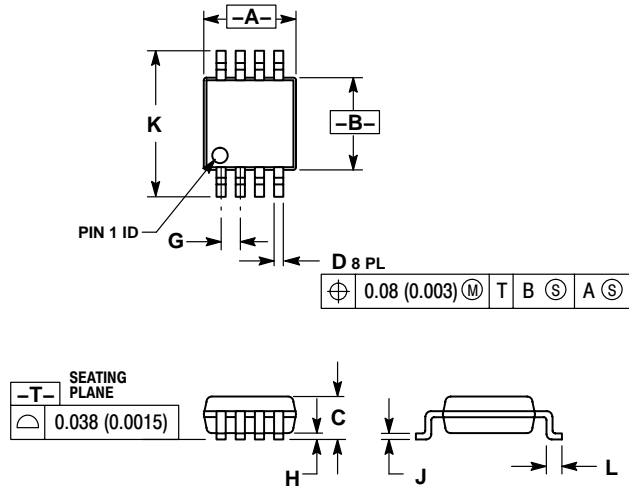 –A–
K
–B–
PIN 1 ID
G
D 8 PL
⌖ 0.08 (0.003) Ⓜ T B Ⓢ A Ⓢ
–T– SEATING PLANE
⌓ 0.038 (0.0015)
C
H
J
L